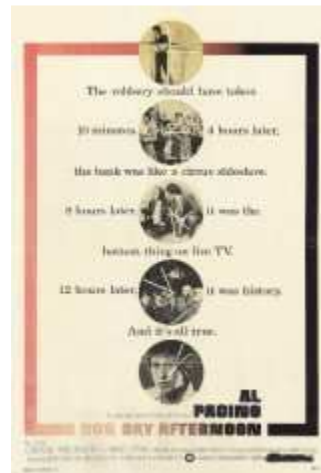 The robbery should have taken
10 minutes. 4 hours later,
the bank was like a circus sideshow.
8 hours later, it was the
hottest thing on live TV.
12 hours later, it was history.
And it's all true.
AL
PACINO
DOG DAY AFTERNOON